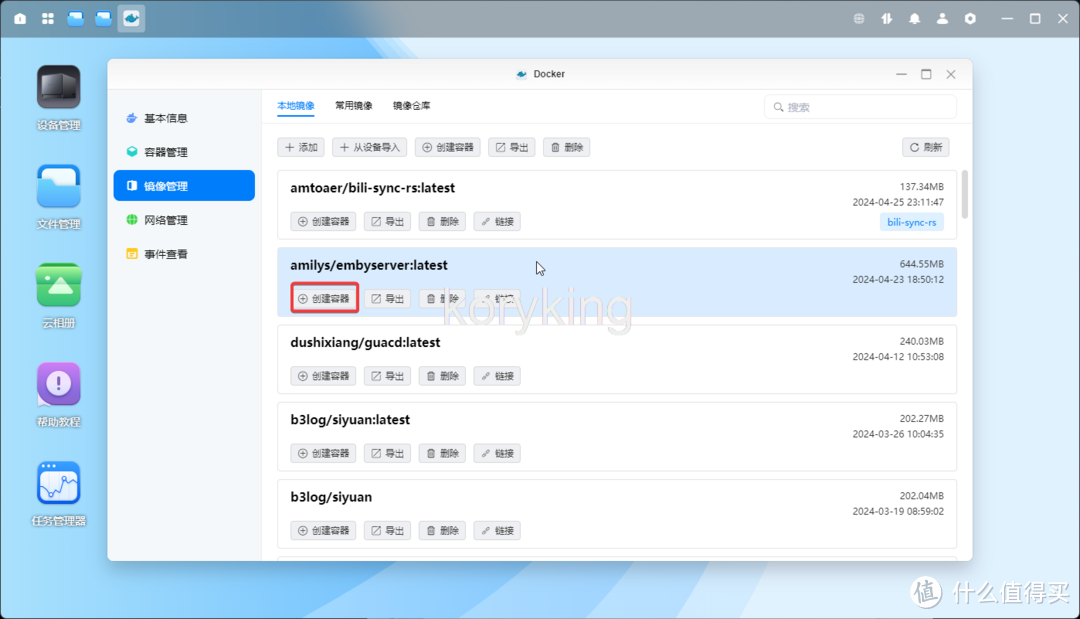 Docker
设备管理
文件管理
云相册
帮助教程
任务管理器
基本信息
容器管理
镜像管理
网络管理
事件查看
本地镜像 常用镜像 镜像仓库
搜索
添加 从设备导入 创建容器 导出 删除 刷新
amtoaer/bili-sync-rs:latest
137.34MB
2024-04-25 23:11:47
创建容器 导出 删除 链接
bili-sync-rs
amilys/embyserver:latest
644.55MB
2024-04-23 18:50:12
创建容器 导出 删除 链接
koryking
dushixiang/guacd:latest
240.03MB
2024-04-12 10:53:08
创建容器 导出 删除 链接
b3log/siyuan:latest
202.27MB
2024-03-26 10:04:35
创建容器 导出 删除 链接
b3log/siyuan
202.04MB
2024-03-19 08:59:02
创建容器 导出 删除 链接
值 什么值得买